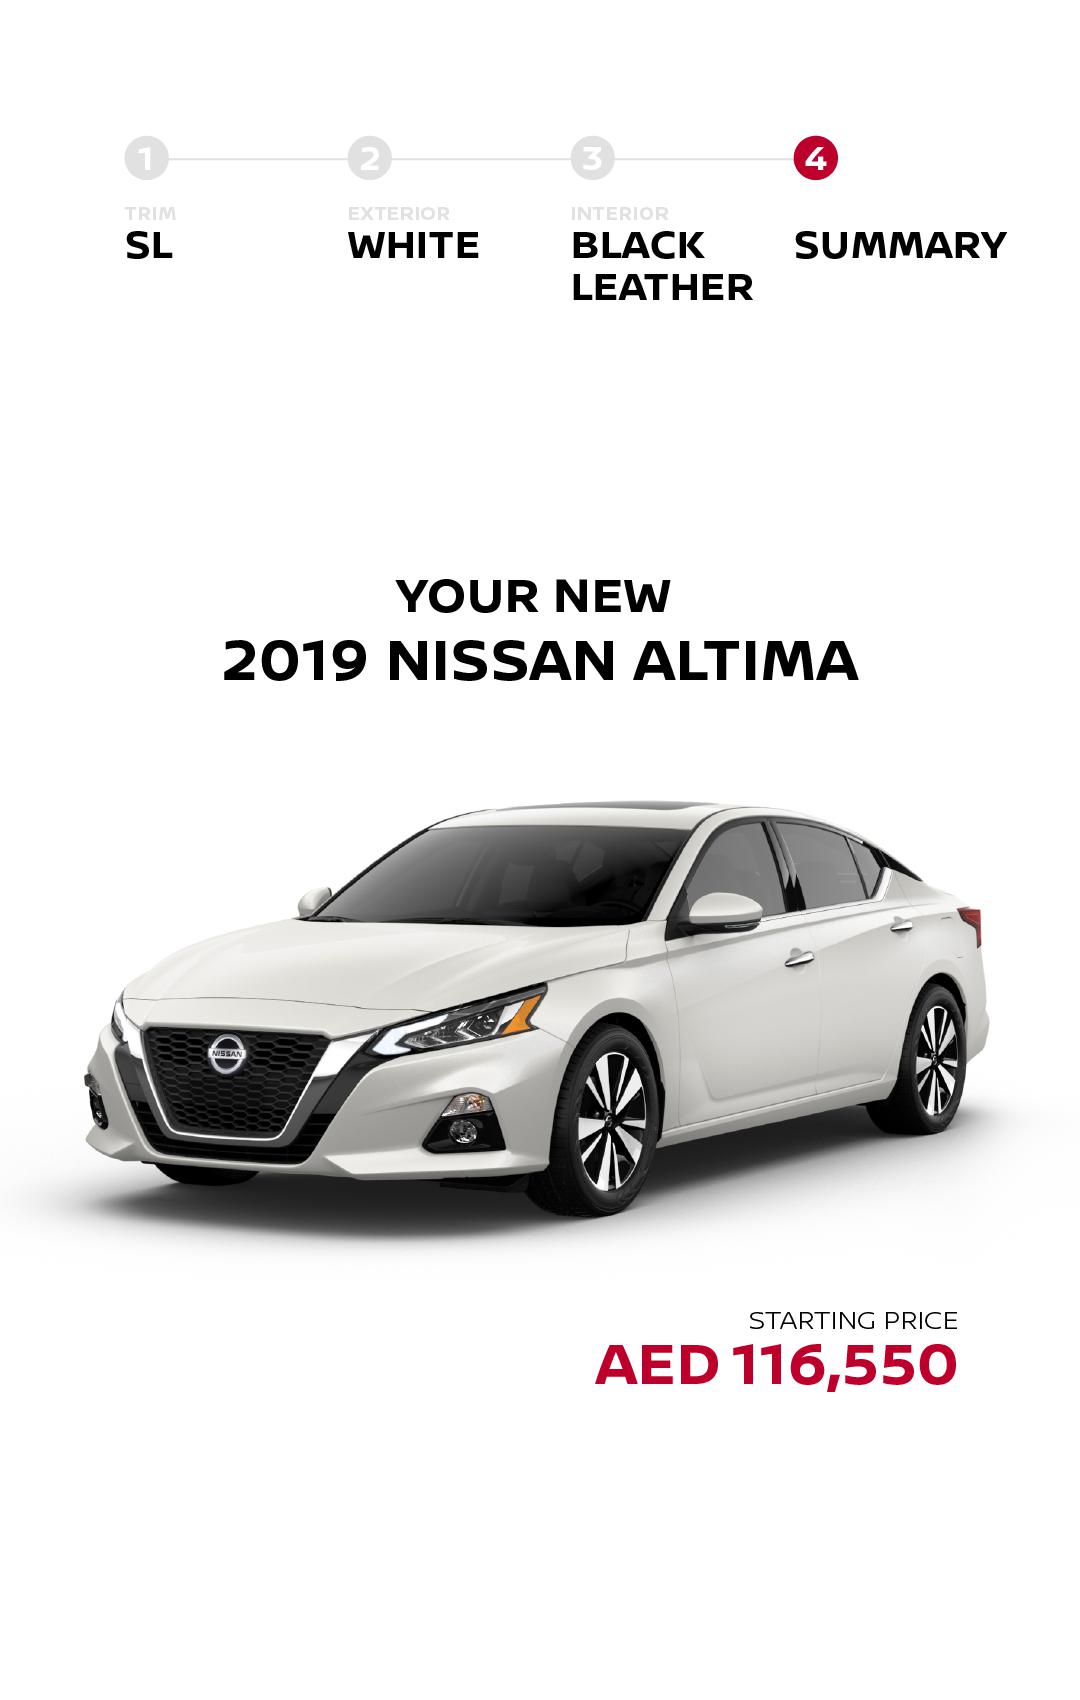 1 2 3 4
TRIM EXTERIOR INTERIOR
SL WHITE BLACK SUMMARY
LEATHER
YOUR NEW
2019 NISSAN ALTIMA
NISSAN
STARTING PRICE
AED 116,550